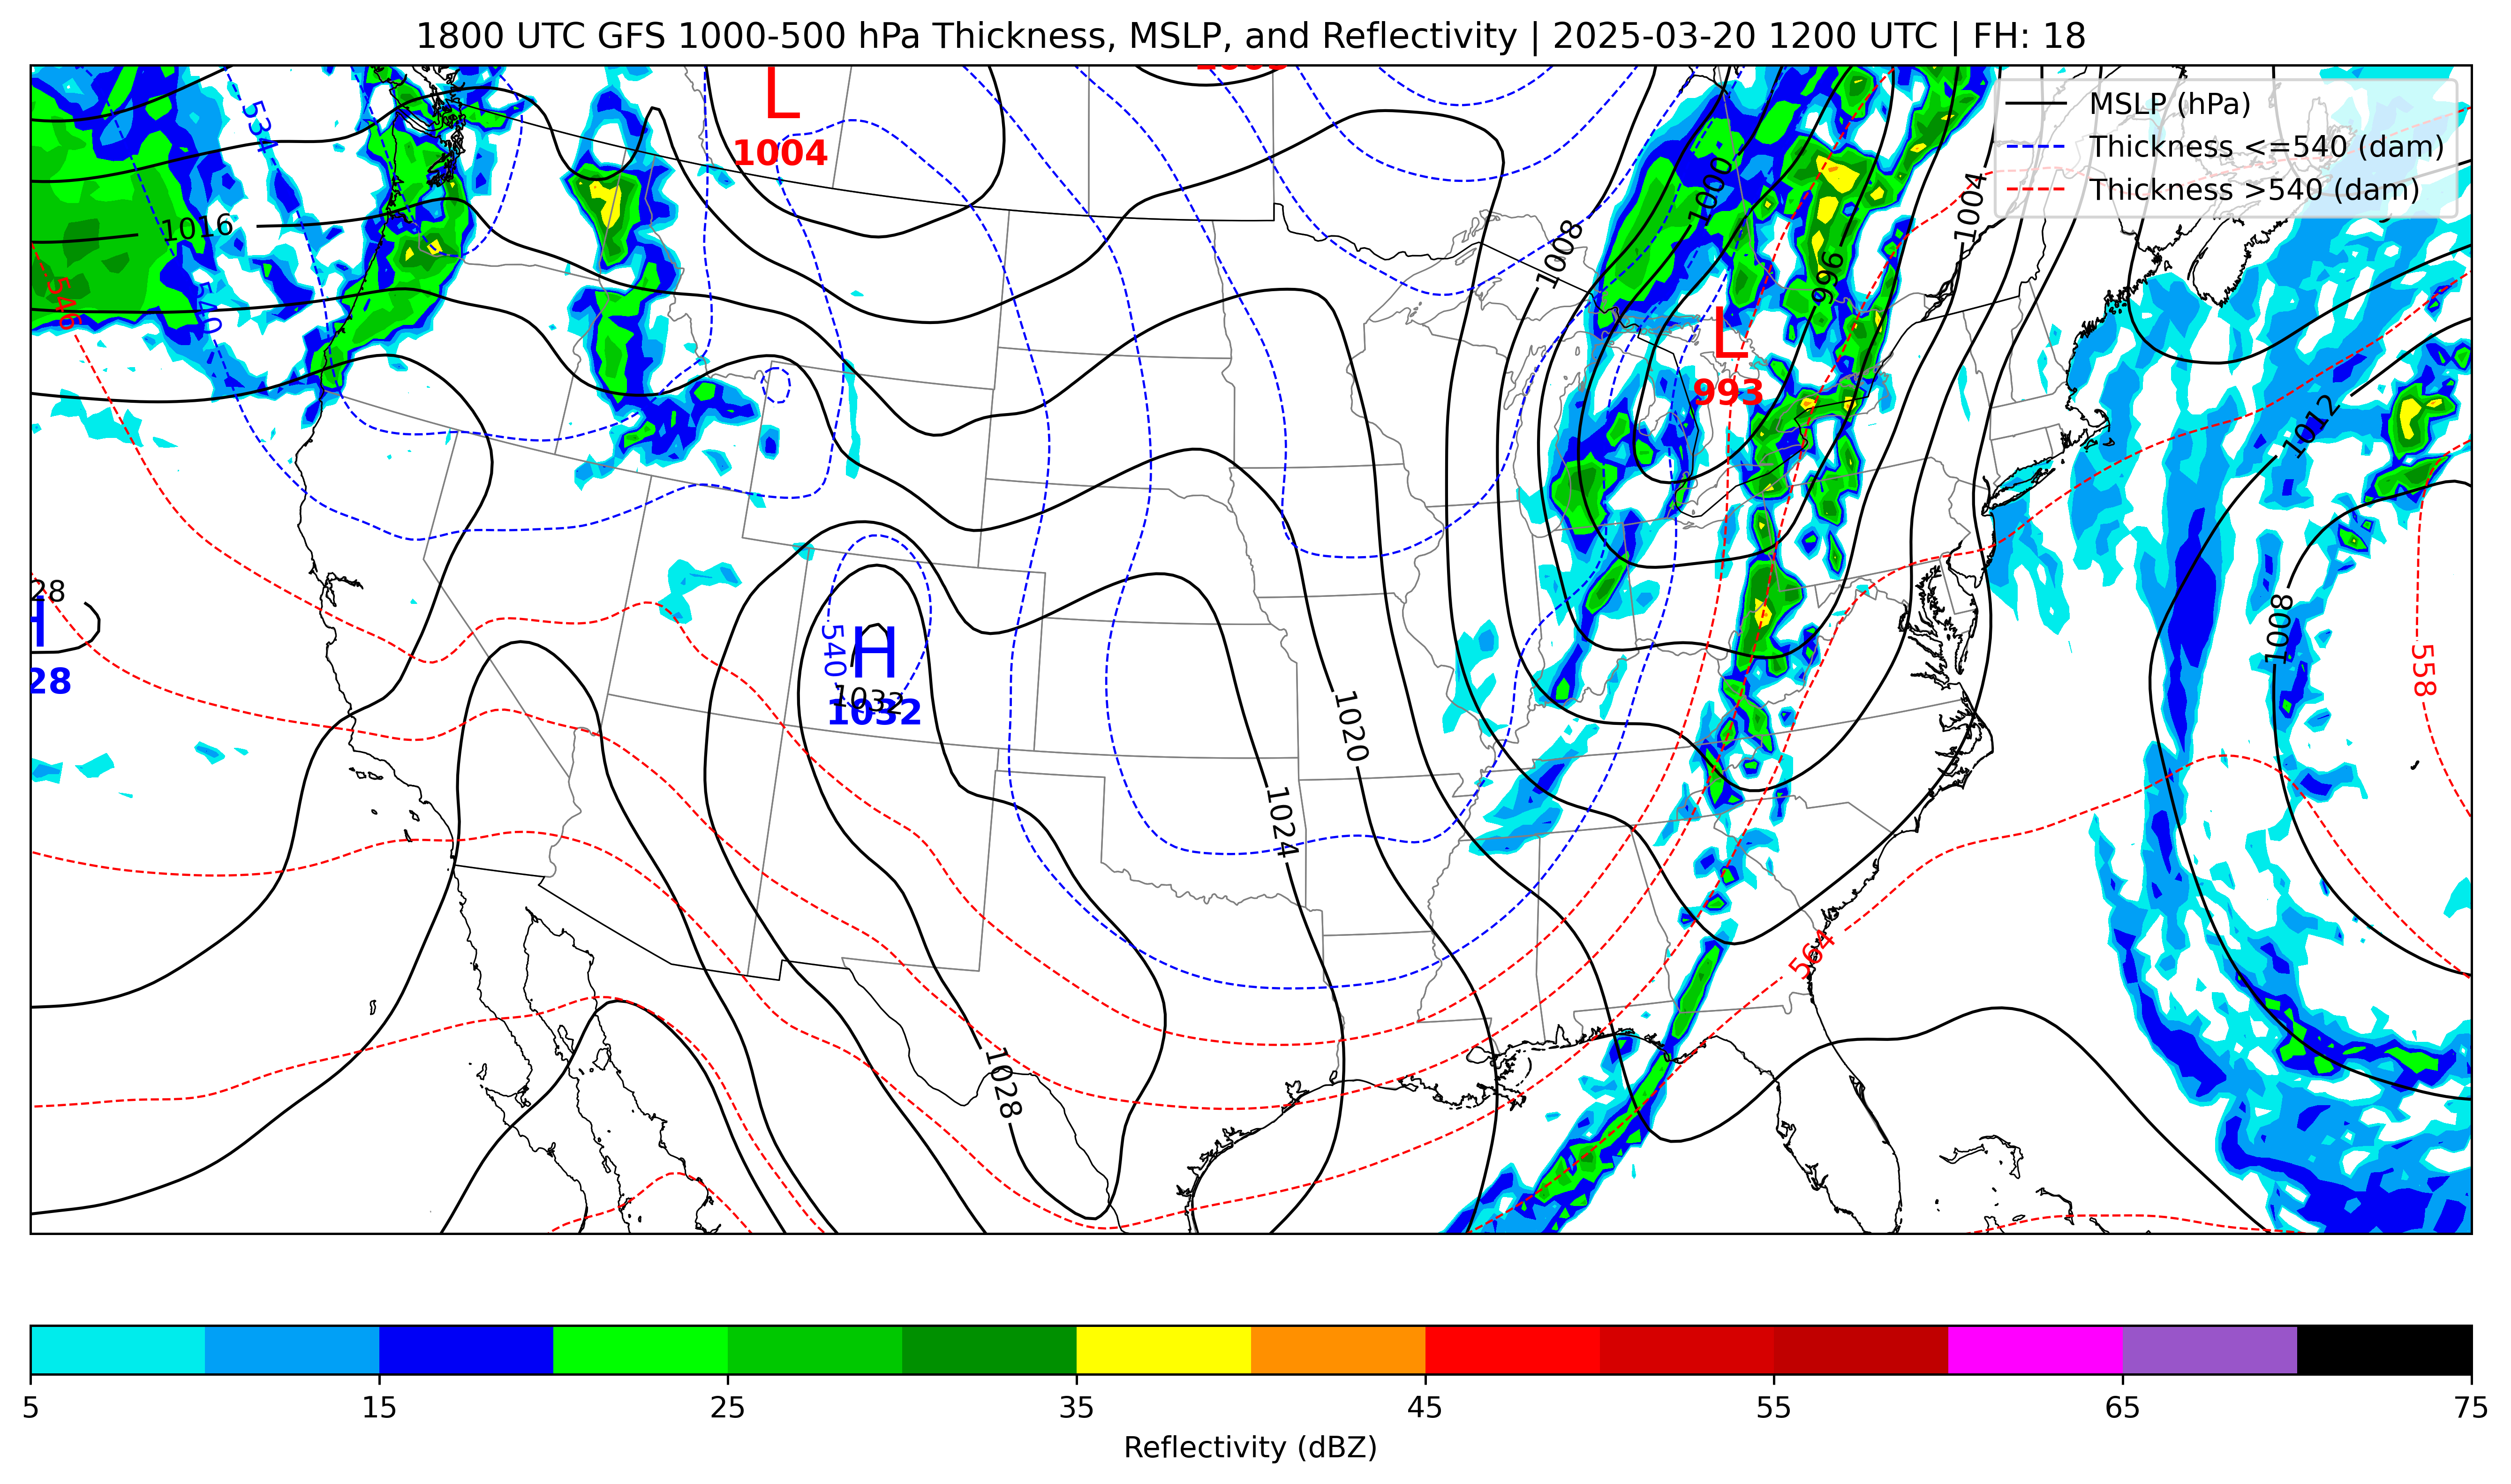 1800 UTC GFS 1000-500 hPa Thickness, MSLP, and Reflectivity | 2025-03-20 1200 UTC | FH: 18
MSLP (hPa)
Thickness <=540 (dam)
Thickness >540 (dam)
L
1004
534
1016
546
540
1008
1000
996
1004
L
993
1012
28
H
28
540
H
1032
1032
1008
558
1020
1024
564
1028
5 15 25 35 45 55 65 75
Reflectivity (dBZ)